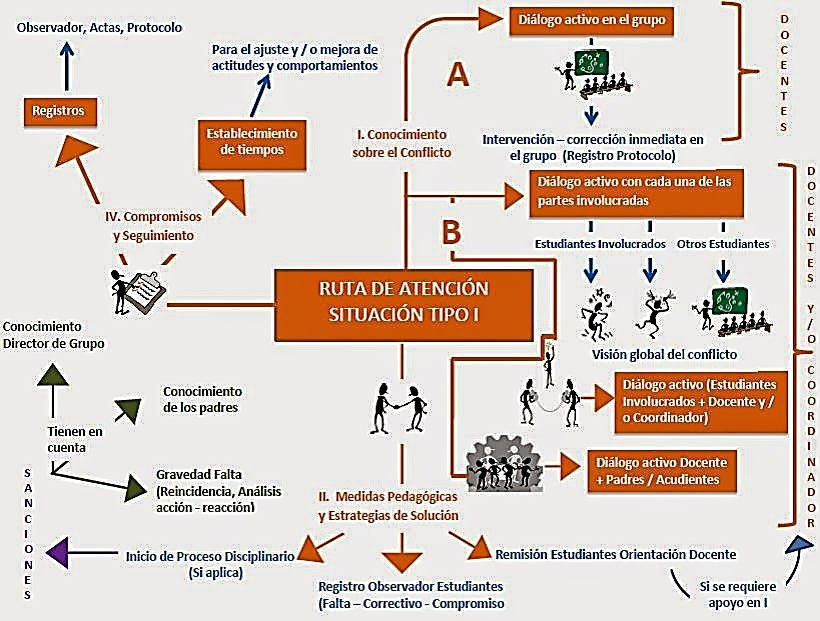 Observador, Actas, Protocolo
Registros
Para el ajuste y / o mejora de
actitudes y comportamientos
Establecimiento
de tiempos
IV. Compromisos
y Seguimiento
I. Conocimiento
sobre el Conflicto
A
Diálogo activo en el grupo
Intervención – corrección inmediata en
el grupo (Registro Protocolo)
DOCENTES
B
Diálogo activo con cada una de las
partes involucradas
Estudiantes Involucrados
Otros Estudiantes
Visión global del conflicto
Diálogo activo (Estudiantes
Involucrados + Docente y /
o Coordinador)
Diálogo activo Docente
+ Padres / Acudientes
DOCENTES Y/O COORDINADOR
RUTA DE ATENCIÓN
SITUACIÓN TIPO I
Conocimiento
Director de Grupo
Conocimiento
de los padres
Tienen en
cuenta
Gravedad Falta
(Reincidencia, Análisis
acción - reacción)
SANCIONES
II. Medidas Pedagógicas
y Estrategias de Solución
Inicio de Proceso Disciplinario
(Si aplica)
Registro Observador Estudiantes
(Falta – Correctivo - Compromiso
Remisión Estudiantes Orientación Docente
Si se requiere
apoyo en I